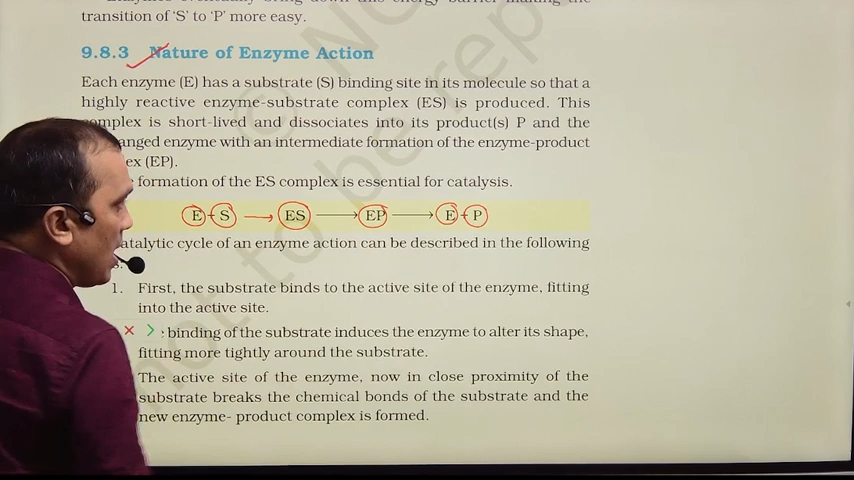 transition of 'S' to 'P' more easy.
9.8.3 Nature of Enzyme Action
Each enzyme (E) has a substrate (S) binding site in its molecule so that a
highly reactive enzyme-substrate complex (ES) is produced. This
complex is short-lived and dissociates into its product(s) P and the
anged enzyme with an intermediate formation of the enzyme-product
ex (EP).
formation of the ES complex is essential for catalysis.
E + S → ES → EP → E + P
atalytic cycle of an enzyme action can be described in the following
1. First, the substrate binds to the active site of the enzyme, fitting
into the active site.
binding of the substrate induces the enzyme to alter its shape,
fitting more tightly around the substrate.
The active site of the enzyme, now in close proximity of the
substrate breaks the chemical bonds of the substrate and the
new enzyme- product complex is formed.